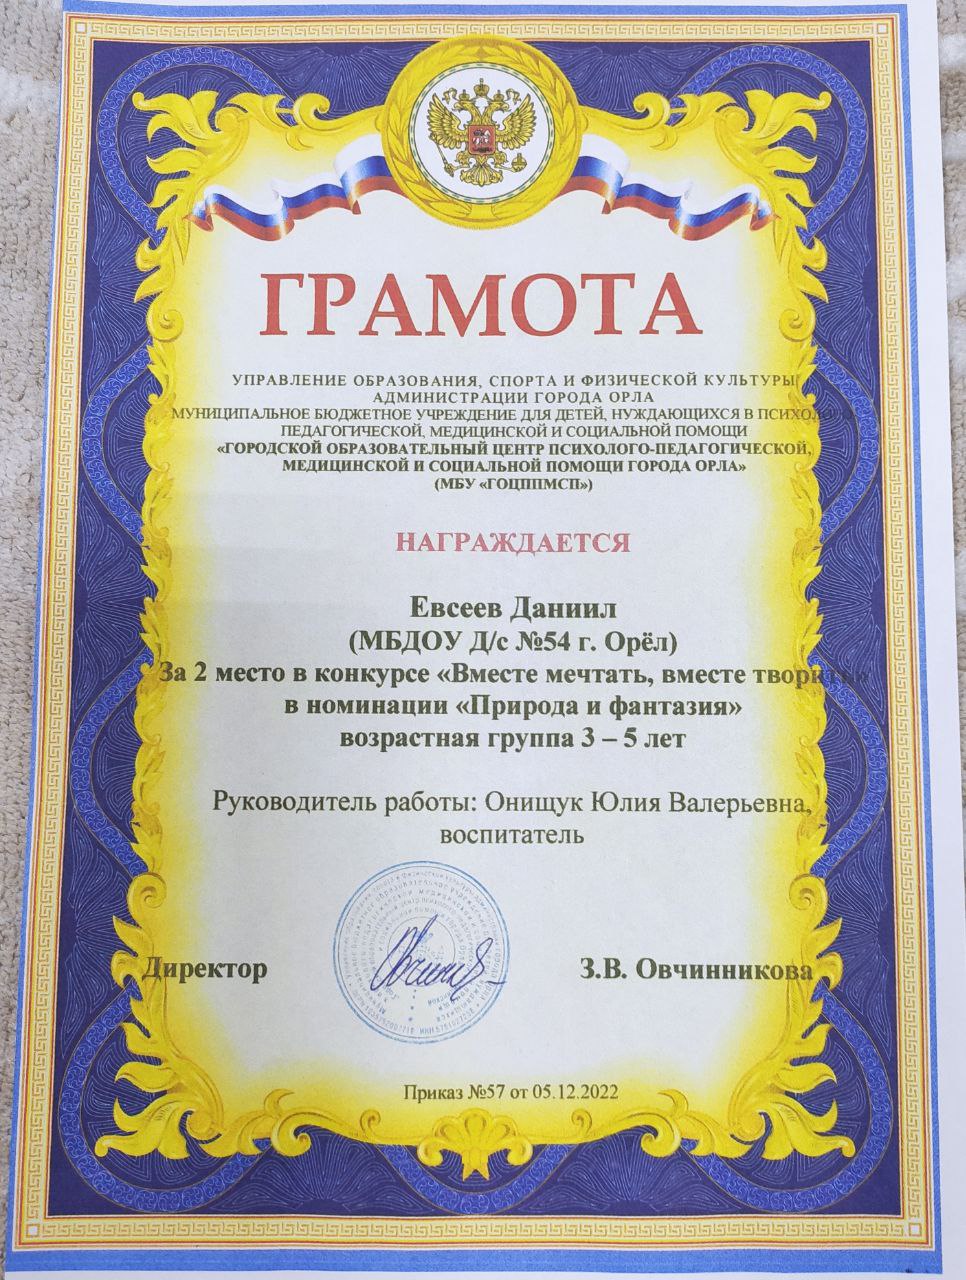 ГРАМОТА
УПРАВЛЕНИЕ ОБРАЗОВАНИЯ, СПОРТА И ФИЗИЧЕСКОЙ КУЛЬТУРЫ
АДМИНИСТРАЦИИ ГОРОДА ОРЛА
МУНИЦИПАЛЬНОЕ БЮДЖЕТНОЕ УЧРЕЖДЕНИЕ ДЛЯ ДЕТЕЙ, НУЖДАЮЩИХСЯ В ПСИХОЛОГО-
ПЕДАГОГИЧЕСКОЙ, МЕДИЦИНСКОЙ И СОЦИАЛЬНОЙ ПОМОЩИ
«ГОРОДСКОЙ ОБРАЗОВАТЕЛЬНЫЙ ЦЕНТР ПСИХОЛОГО-ПЕДАГОГИЧЕСКОЙ,
МЕДИЦИНСКОЙ И СОЦИАЛЬНОЙ ПОМОЩИ ГОРОДА ОРЛА»
(МБУ «ГОЦППМСП»)
НАГРАЖДАЕТСЯ
Евсеев Даниил
(МБДОУ Д/с №54 г. Орёл)
За 2 место в конкурсе «Вместе мечтать, вместе творить»
в номинации «Природа и фантазия»
возрастная группа 3 – 5 лет
Руководитель работы: Онищук Юлия Валерьевна,
воспитатель
Директор З.В. Овчинникова
Приказ №57 от 05.12.2022